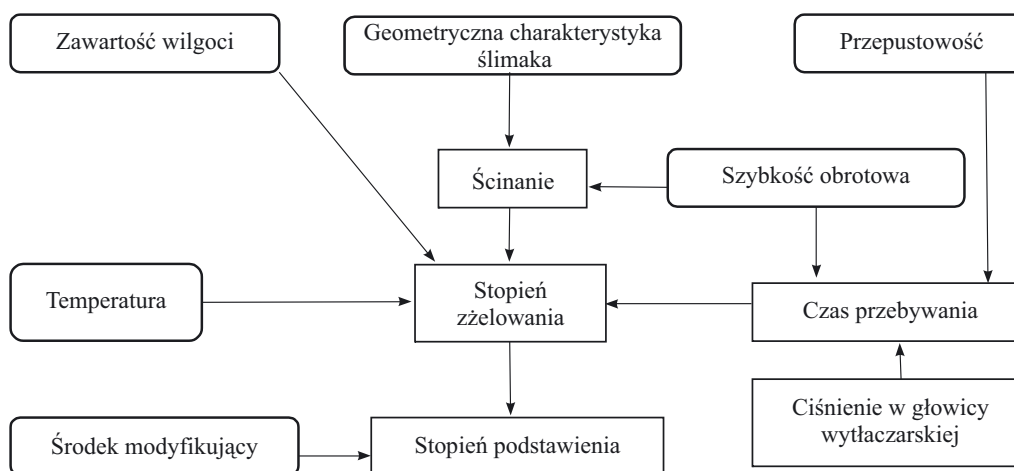 Zawartość wilgoci
Geometryczna charakterystyka
ślimaka
Przepustowość
Ścinanie
Szybkość obrotowa
Temperatura
Stopień
zżelowania
Czas przebywania
Środek modyfikujący
Stopień podstawienia
Ciśnienie w głowicy
wytłaczarskiej